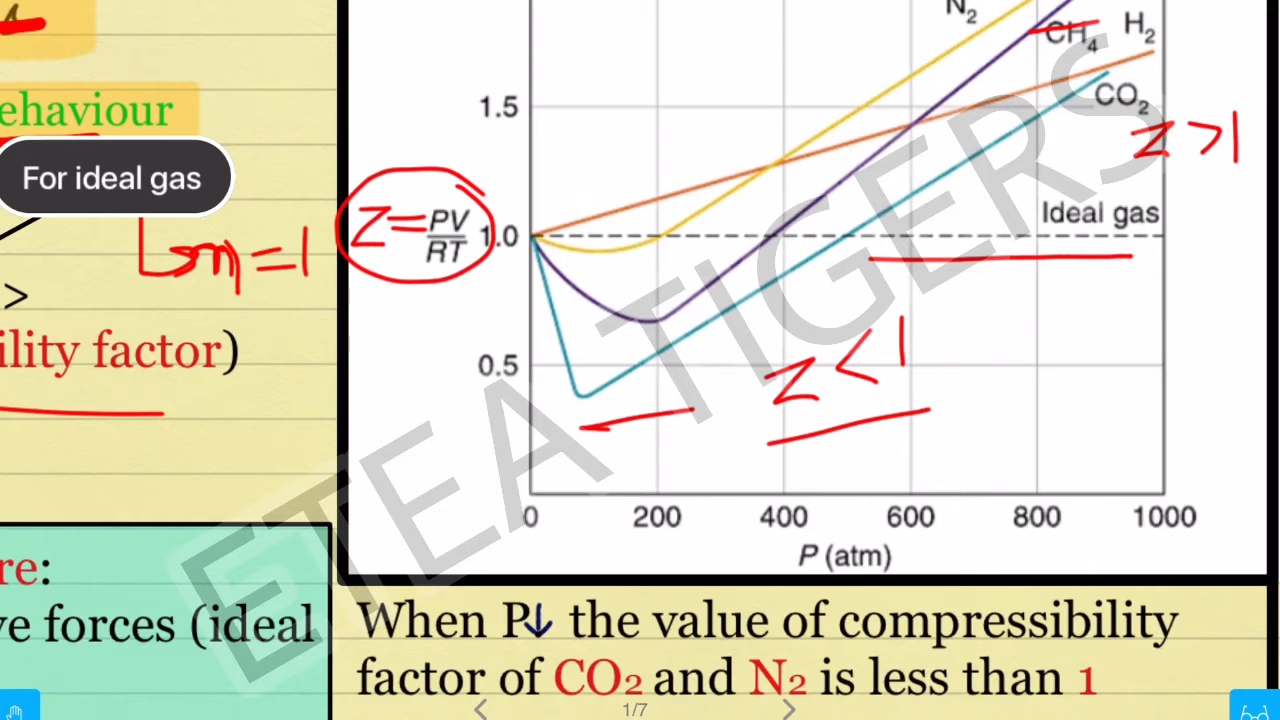 ehaviour
For ideal gas
n = 1
>
ility factor)
re:
ve forces (ideal
N2
CH4
H2
1.5
CO2
Z > 1
Z = PV
RT
1.0
Ideal gas
0.5
Z < 1
0 200 400 600 800 1000
P (atm)
ETEA TIGERS
When P↓ the value of compressibility
factor of CO2 and N2 is less than 1
1/7